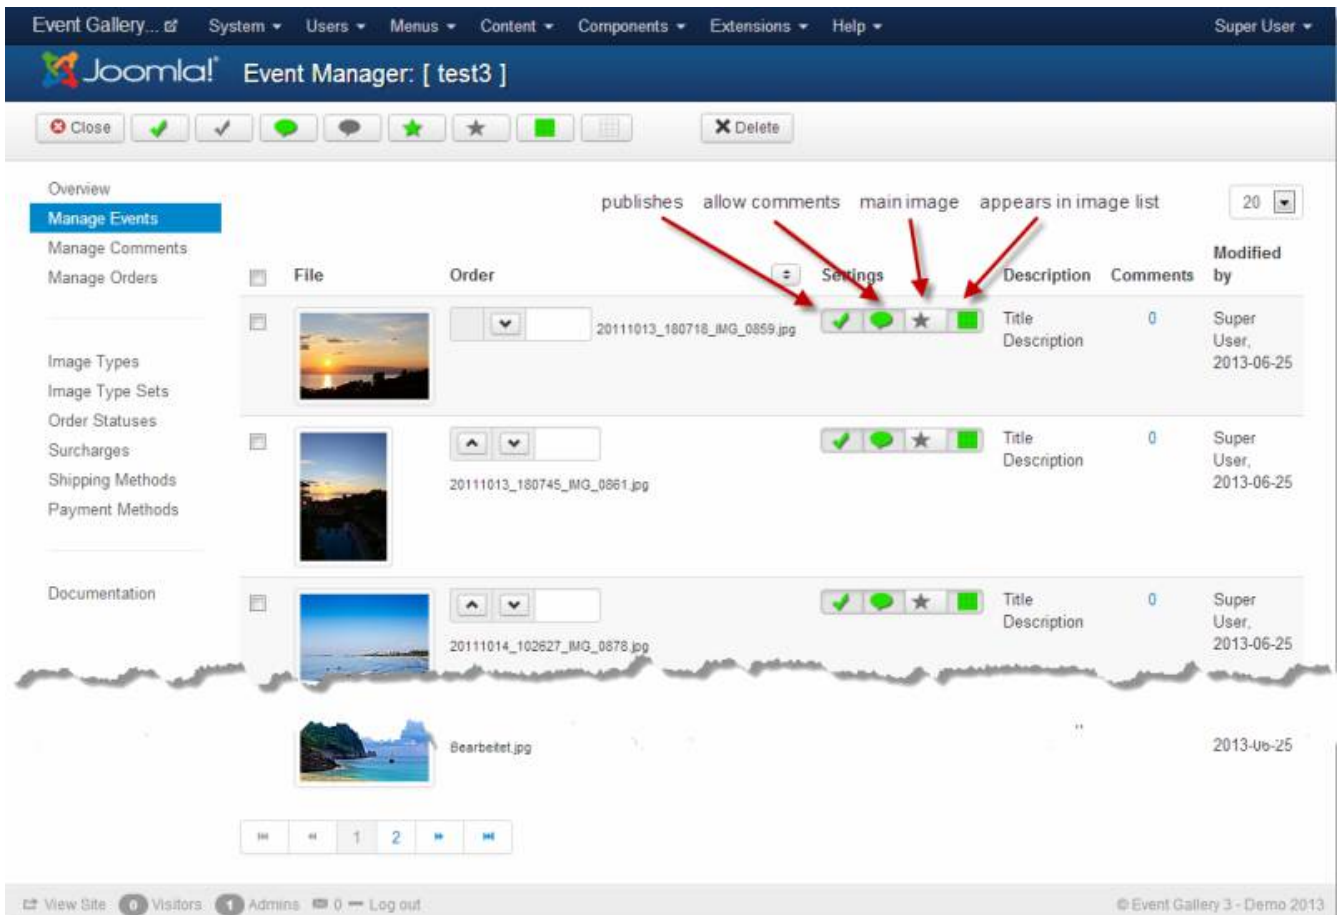 Event Gallery... System Users Menus Content Components Extensions Help Super User
Joomla! Event Manager: [ test3 ]
Close Delete
Overview
Manage Events
Manage Comments
Manage Orders
Image Types
Image Type Sets
Order Statuses
Surcharges
Shipping Methods
Payment Methods
Documentation
publishes allow comments main image appears in image list
20
File Order Settings Description Comments Modified
by
20111013_180718_IMG_0859.jpg Title 0 Super
Description User,
2013-06-25
Title 0 Super
Description User,
20111013_180745_IMG_0861.jpg 2013-06-25
Title 0 Super
Description User,
20111014_102627_IMG_0878.jpg 2013-06-25
Bearbeitet.jpg 2013-06-25
1 2
View Site 0 Visitors 1 Admins 0 Log out © Event Gallery 3 - Demo 2013